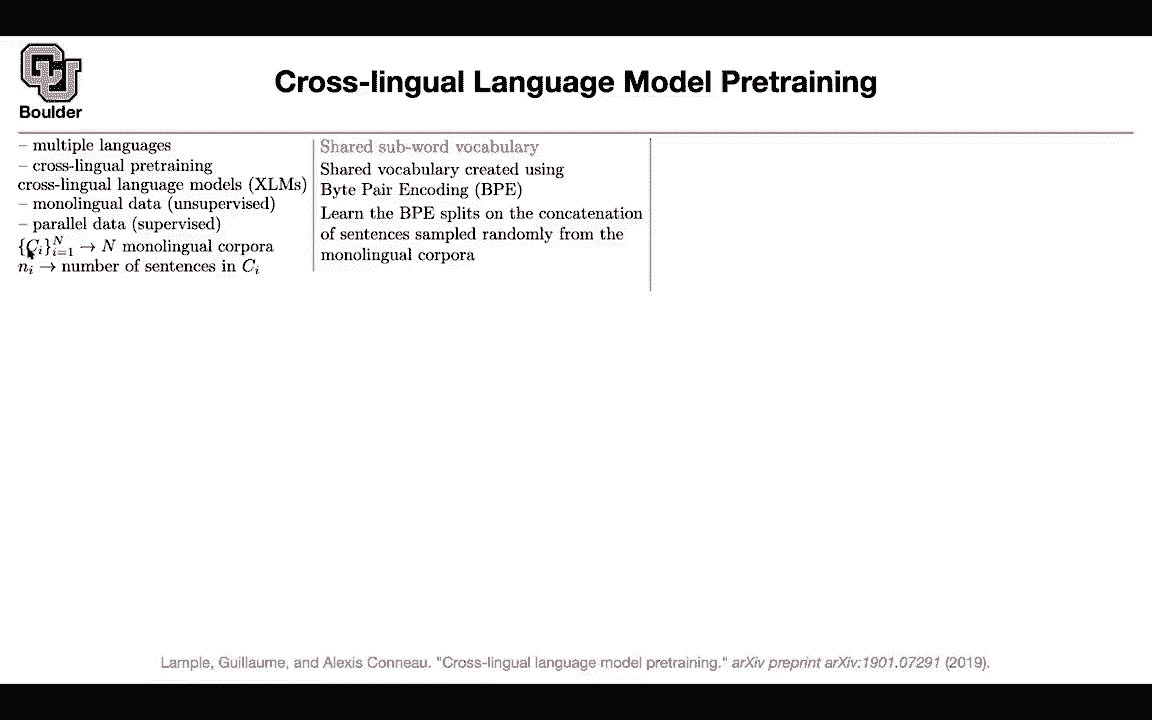 Boulder
Cross-lingual Language Model Pretraining
– multiple languages
– cross-lingual pretraining
cross-lingual language models (XLMs)
– monolingual data (unsupervised)
– parallel data (supervised)
{C_i}_{i=1}^N → N monolingual corpora
n_i → number of sentences in C_i
Shared sub-word vocabulary
Shared vocabulary created using
Byte Pair Encoding (BPE)
Learn the BPE splits on the concatenation
of sentences sampled randomly from the
monolingual corpora
Lample, Guillaume, and Alexis Conneau. "Cross-lingual language model pretraining." arXiv preprint arXiv:1901.07291 (2019).